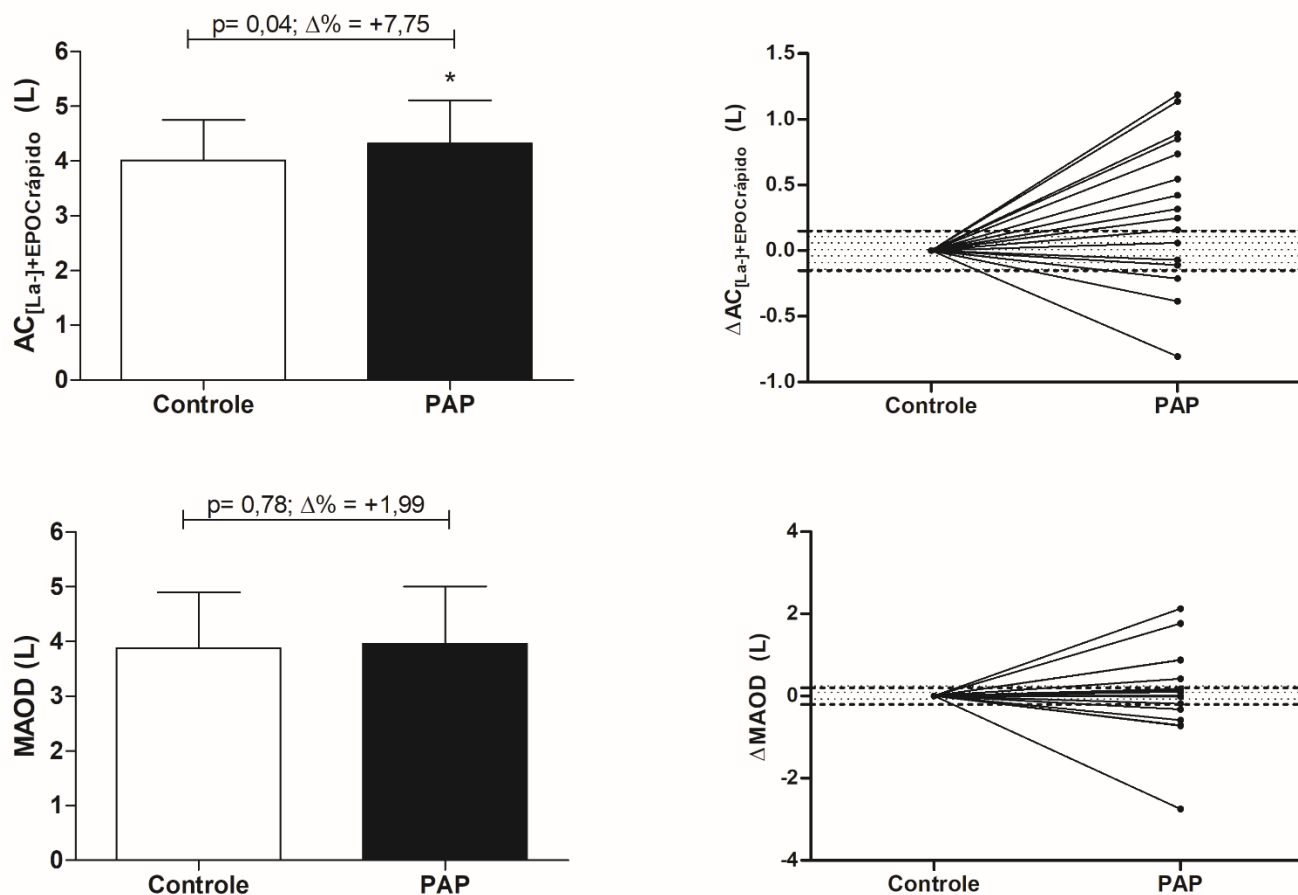 p= 0,04; Δ% = +7,75
*
AC[La-]+EPOCrápido (L)
6
5
4
3
2
1
0
Controle
PAP
ΔAC[La-]+EPOCrápido (L)
1.5
1.0
0.5
0.0
-0.5
-1.0
Controle
PAP
p= 0,78; Δ% = +1,99
MAOD (L)
6
5
4
3
2
1
0
Controle
PAP
ΔMAOD (L)
4
2
0
-2
-4
Controle
PAP